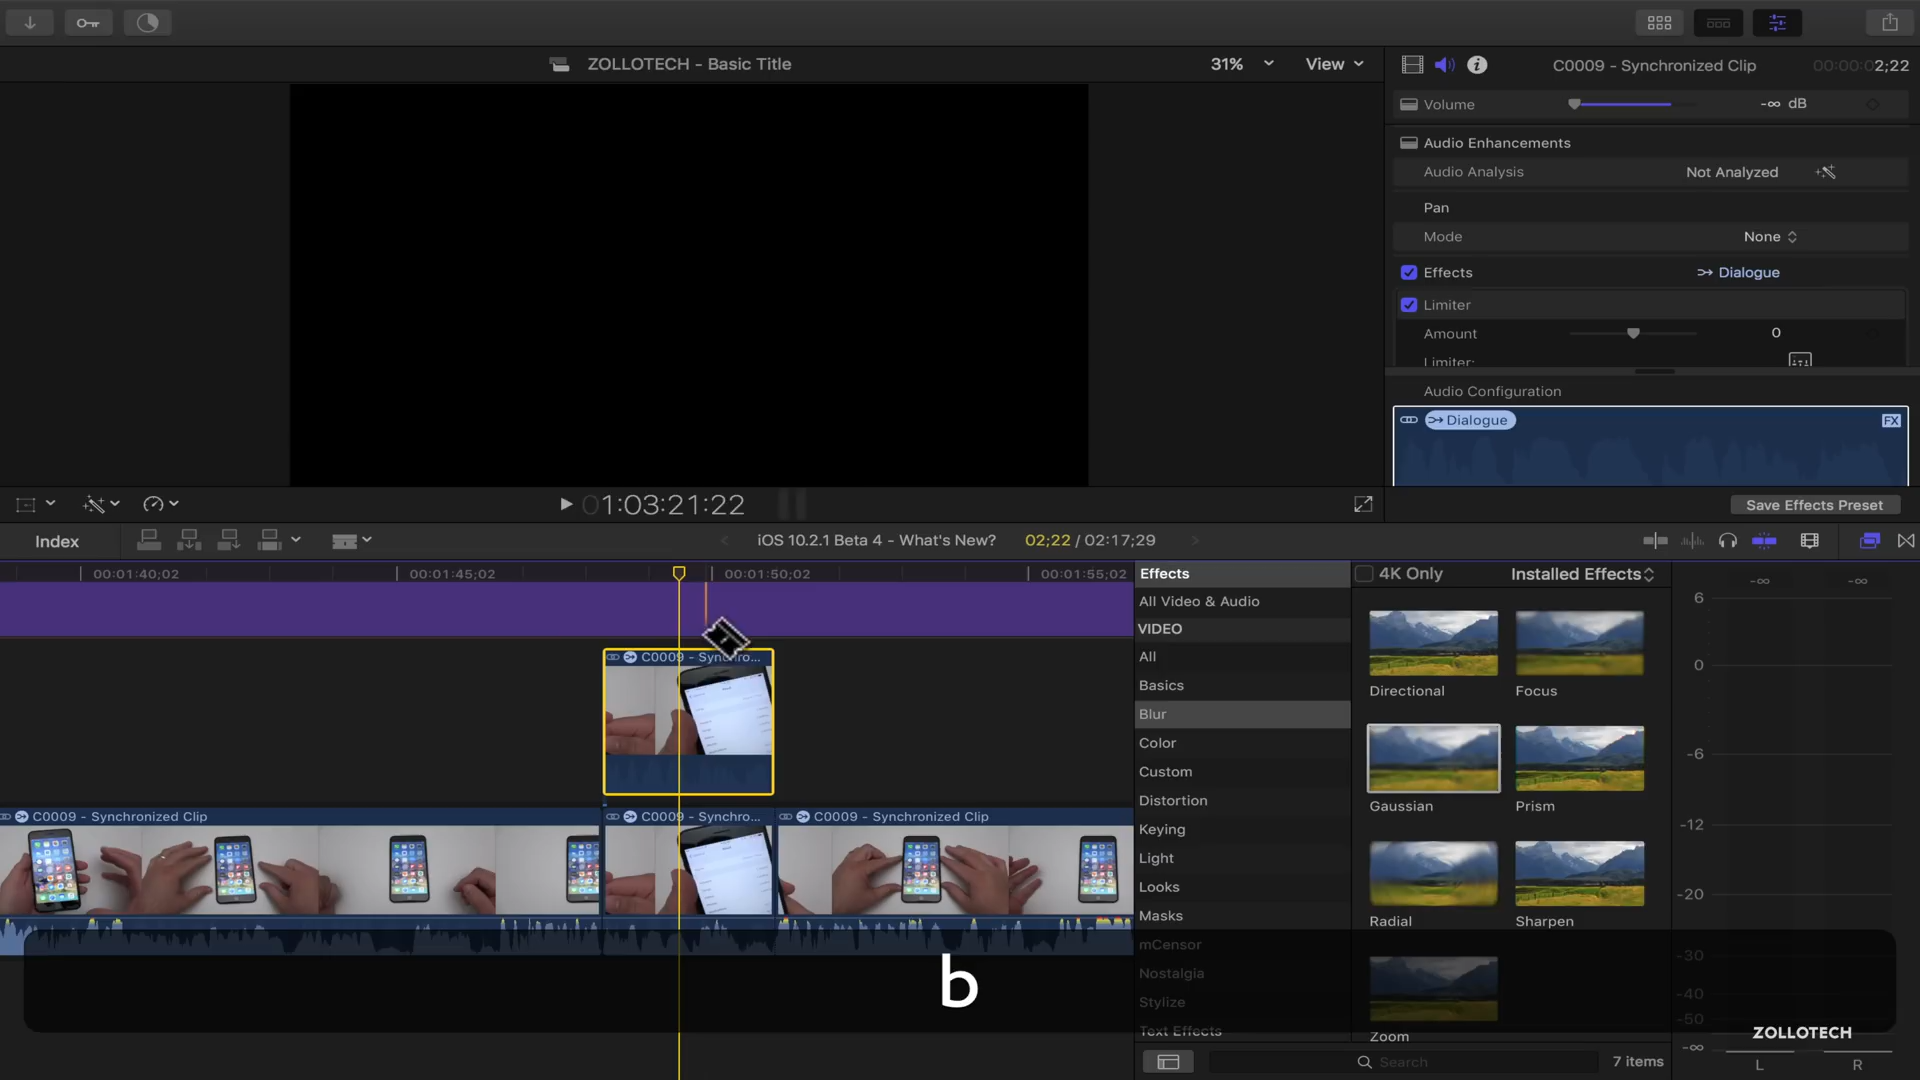 ZOLLOTECH - Basic Title
31%
View
C0009 - Synchronized Clip
00:00:02;22
Volume
-∞ dB
Audio Enhancements
Audio Analysis
Not Analyzed
Pan
Mode
None
Effects
Dialogue
Limiter
Amount
0
Limiter:
Audio Configuration
Dialogue
FX
01:03:21:22
Save Effects Preset
Index
iOS 10.2.1 Beta 4 - What's New?
02;22 / 02:17;29
00:01:40;02
00:01:45;02
00:01:50;02
00:01:55;02
C0009 - Synchro...
C0009 - Synchronized Clip
C0009 - Synchro...
C0009 - Synchronized Clip
Effects
All Video & Audio
VIDEO
All
Basics
Blur
Color
Custom
Distortion
Keying
Light
Looks
Masks
mCensor
Nostalgia
Stylize
Text Effects
4K Only
Installed Effects
Directional
Focus
Gaussian
Prism
Radial
Sharpen
Zoom
Search
7 items
-∞
-∞
6
0
-6
-12
-20
-30
-40
-50
-∞
L
R
b
ZOLLOTECH